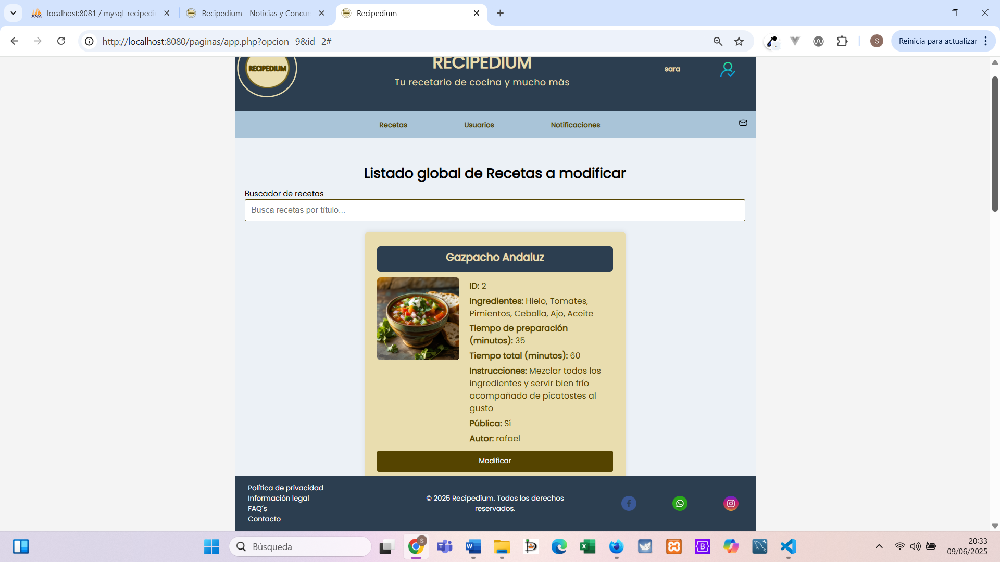 localhost:8081 / mysql_recipedi
Recipedium - Noticias y Concur
Recipedium
http://localhost:8080/paginas/app.php?opcion=9&id=2#
S
Reinicia para actualizar
RECIPEDIUM
RECIPEDIUM
Tu recetario de cocina y mucho más
sara
Recetas
Usuarios
Notificaciones
Listado global de Recetas a modificar
Buscador de recetas
Busca recetas por título...
Gazpacho Andaluz
ID: 2
Ingredientes: Hielo, Tomates,
Pimientos, Cebolla, Ajo, Aceite
Tiempo de preparación
(minutos): 35
Tiempo total (minutos): 60
Instrucciones: Mezclar todos los
ingredientes y servir bien frío
acompañado de picatostes al
gusto
Pública: Sí
Autor: rafael
Modificar
Política de privacidad
Información legal
FAQ´s
Contacto
© 2025 Recipedium. Todos los derechos
reservados.
Búsqueda
20:33
09/06/2025